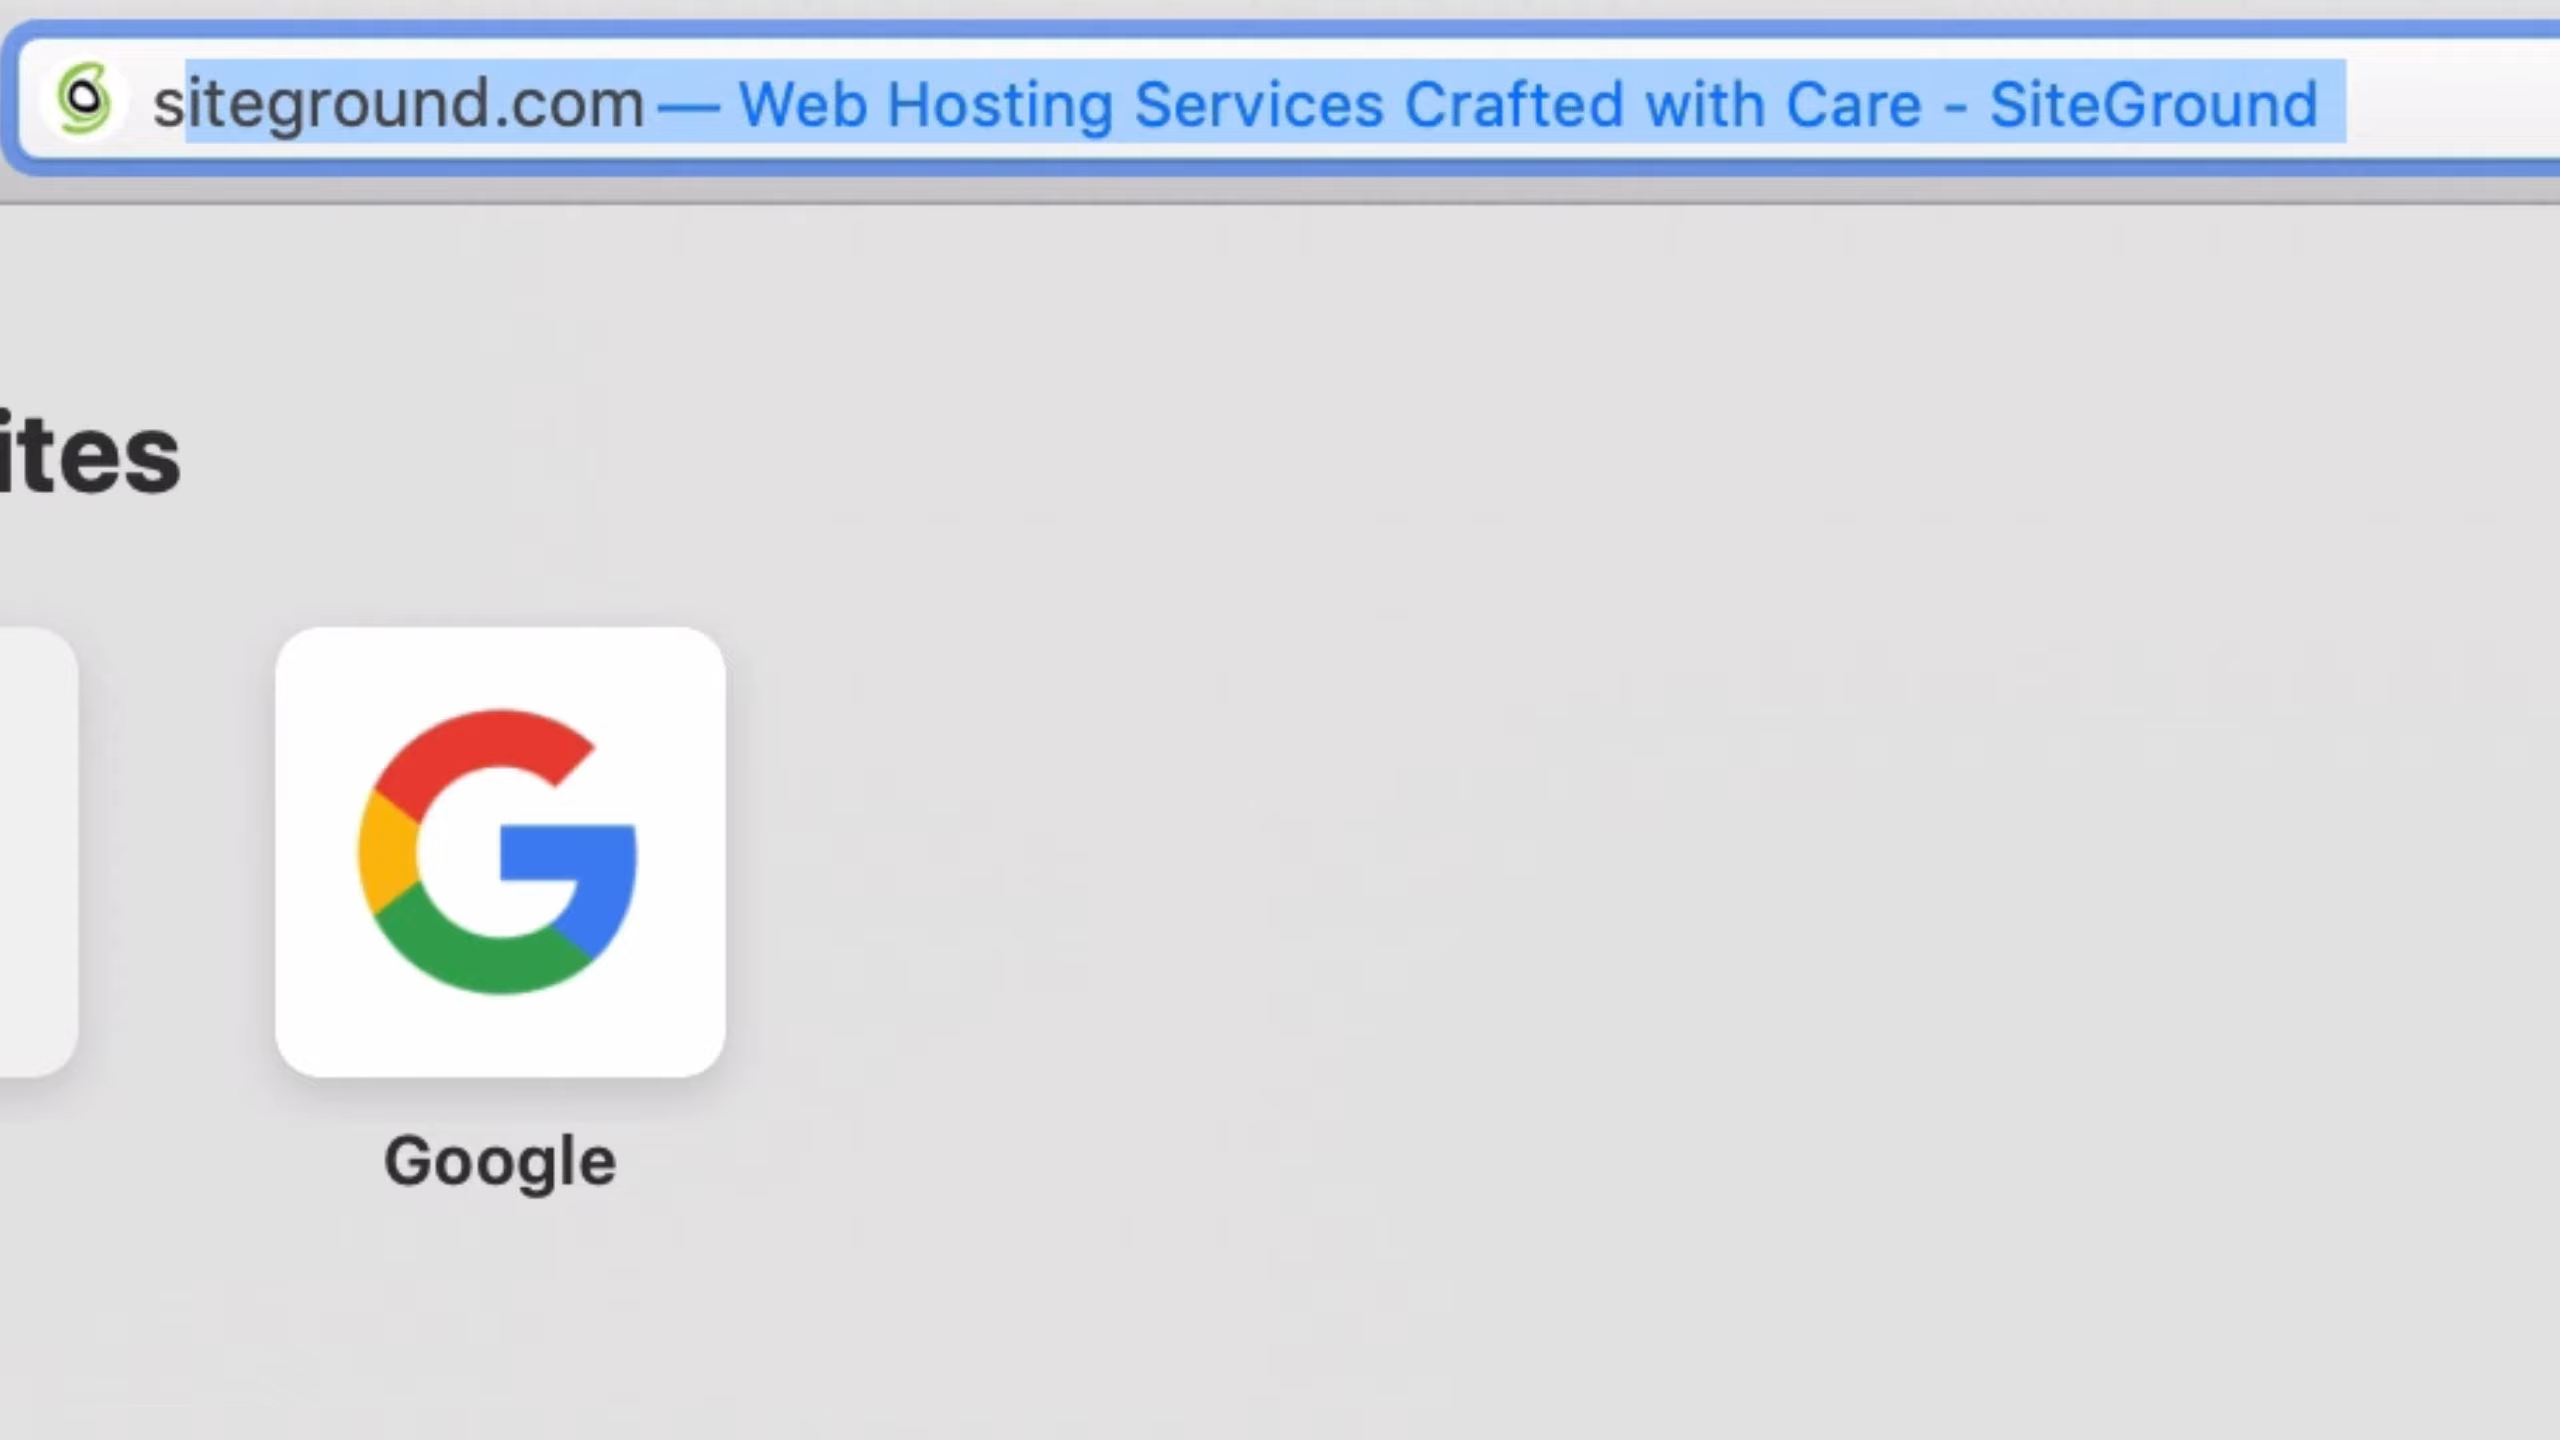 siteground.com — Web Hosting Services Crafted with Care - SiteGround
ites
Google